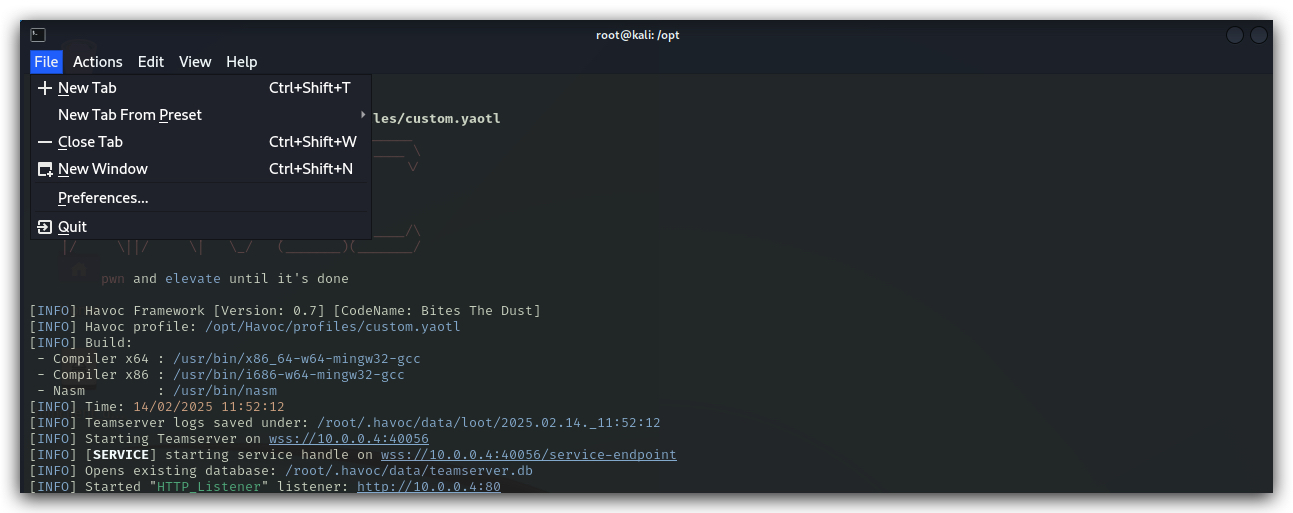 root@kali: /opt
File Actions Edit View Help
New Tab Ctrl+Shift+T
New Tab From Preset
les/custom.yaotl
Close Tab Ctrl+Shift+W
New Window Ctrl+Shift+N
Preferences...
Quit
pwn and elevate until it's done
[INFO] Havoc Framework [Version: 0.7] [CodeName: Bites The Dust]
[INFO] Havoc profile: /opt/Havoc/profiles/custom.yaotl
[INFO] Build:
- Compiler x64 : /usr/bin/x86_64-w64-mingw32-gcc
- Compiler x86 : /usr/bin/i686-w64-mingw32-gcc
- Nasm         : /usr/bin/nasm
[INFO] Time: 14/02/2025 11:52:12
[INFO] Teamserver logs saved under: /root/.havoc/data/loot/2025.02.14._11:52:12
[INFO] Starting Teamserver on wss://10.0.0.4:40056
[INFO] [SERVICE] starting service handle on wss://10.0.0.4:40056/service-endpoint
[INFO] Opens existing database: /root/.havoc/data/teamserver.db
[INFO] Started "HTTP_Listener" listener: http://10.0.0.4:80